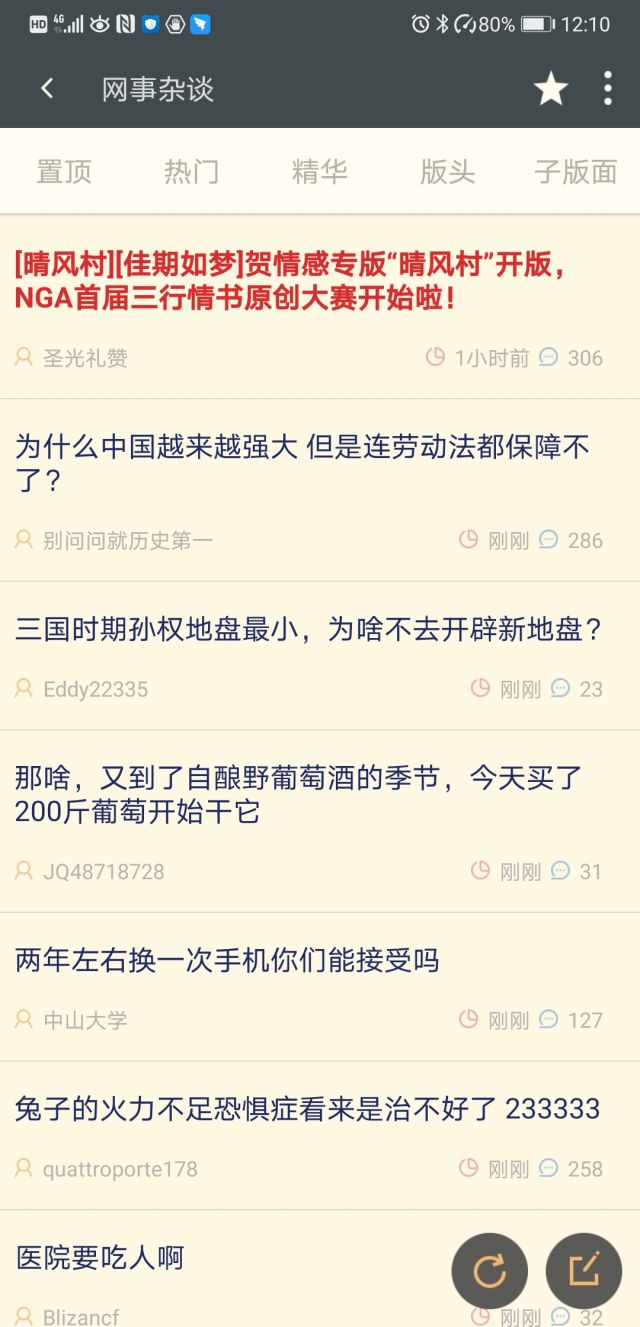 HD 4G 80% 12:10
网事杂谈
置顶 热门 精华 版头 子版面
[晴风村][佳期如梦]贺情感专版“晴风村”开版，
NGA首届三行情书原创大赛开始啦！
圣光礼赞 1小时前 306
为什么中国越来越强大 但是连劳动法都保障不
了？
别问问就历史第一 刚刚 286
三国时期孙权地盘最小，为啥不去开辟新地盘？
Eddy22335 刚刚 23
那啥，又到了自酿野葡萄酒的季节，今天买了
200斤葡萄开始干它
JQ48718728 刚刚 31
两年左右换一次手机你们能接受吗
中山大学 刚刚 127
兔子的火力不足恐惧症看来是治不好了 233333
quattroporte178 刚刚 258
医院要吃人啊
Blizancf 刚刚 32